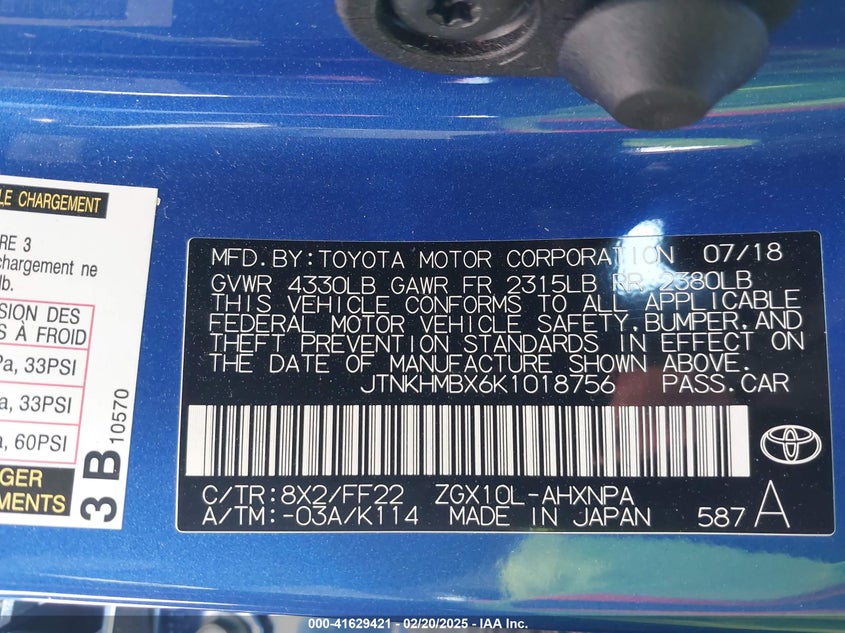 LE CHARGEMENT
RE 3
chargement ne
lb.
SION DES
S À FROID
Pa, 33PSI
a, 33PSI
a, 60PSI
GER
EMENTS
3 B 10570
MFD.BY:TOYOTA MOTOR CORPORATION 07/18
GVWR 4330LB GAWR FR 2315LB RR 2380LB
THIS VEHICLE CONFORMS TO ALL APPLICABLE
FEDERAL MOTOR VEHICLE SAFETY,BUMPER,AND
THEFT PREVENTION STANDARDS IN EFFECT ON
THE DATE OF MANUFACTURE SHOWN ABOVE.
JTNKHMBX6K1018756 PASS.CAR
C/TR:8X2/FF22 ZGX10L-AHXNPA
A/TM:-03A/K114 MADE IN JAPAN 587 A
000-41629421 - 02/20/2025 - IAA Inc.